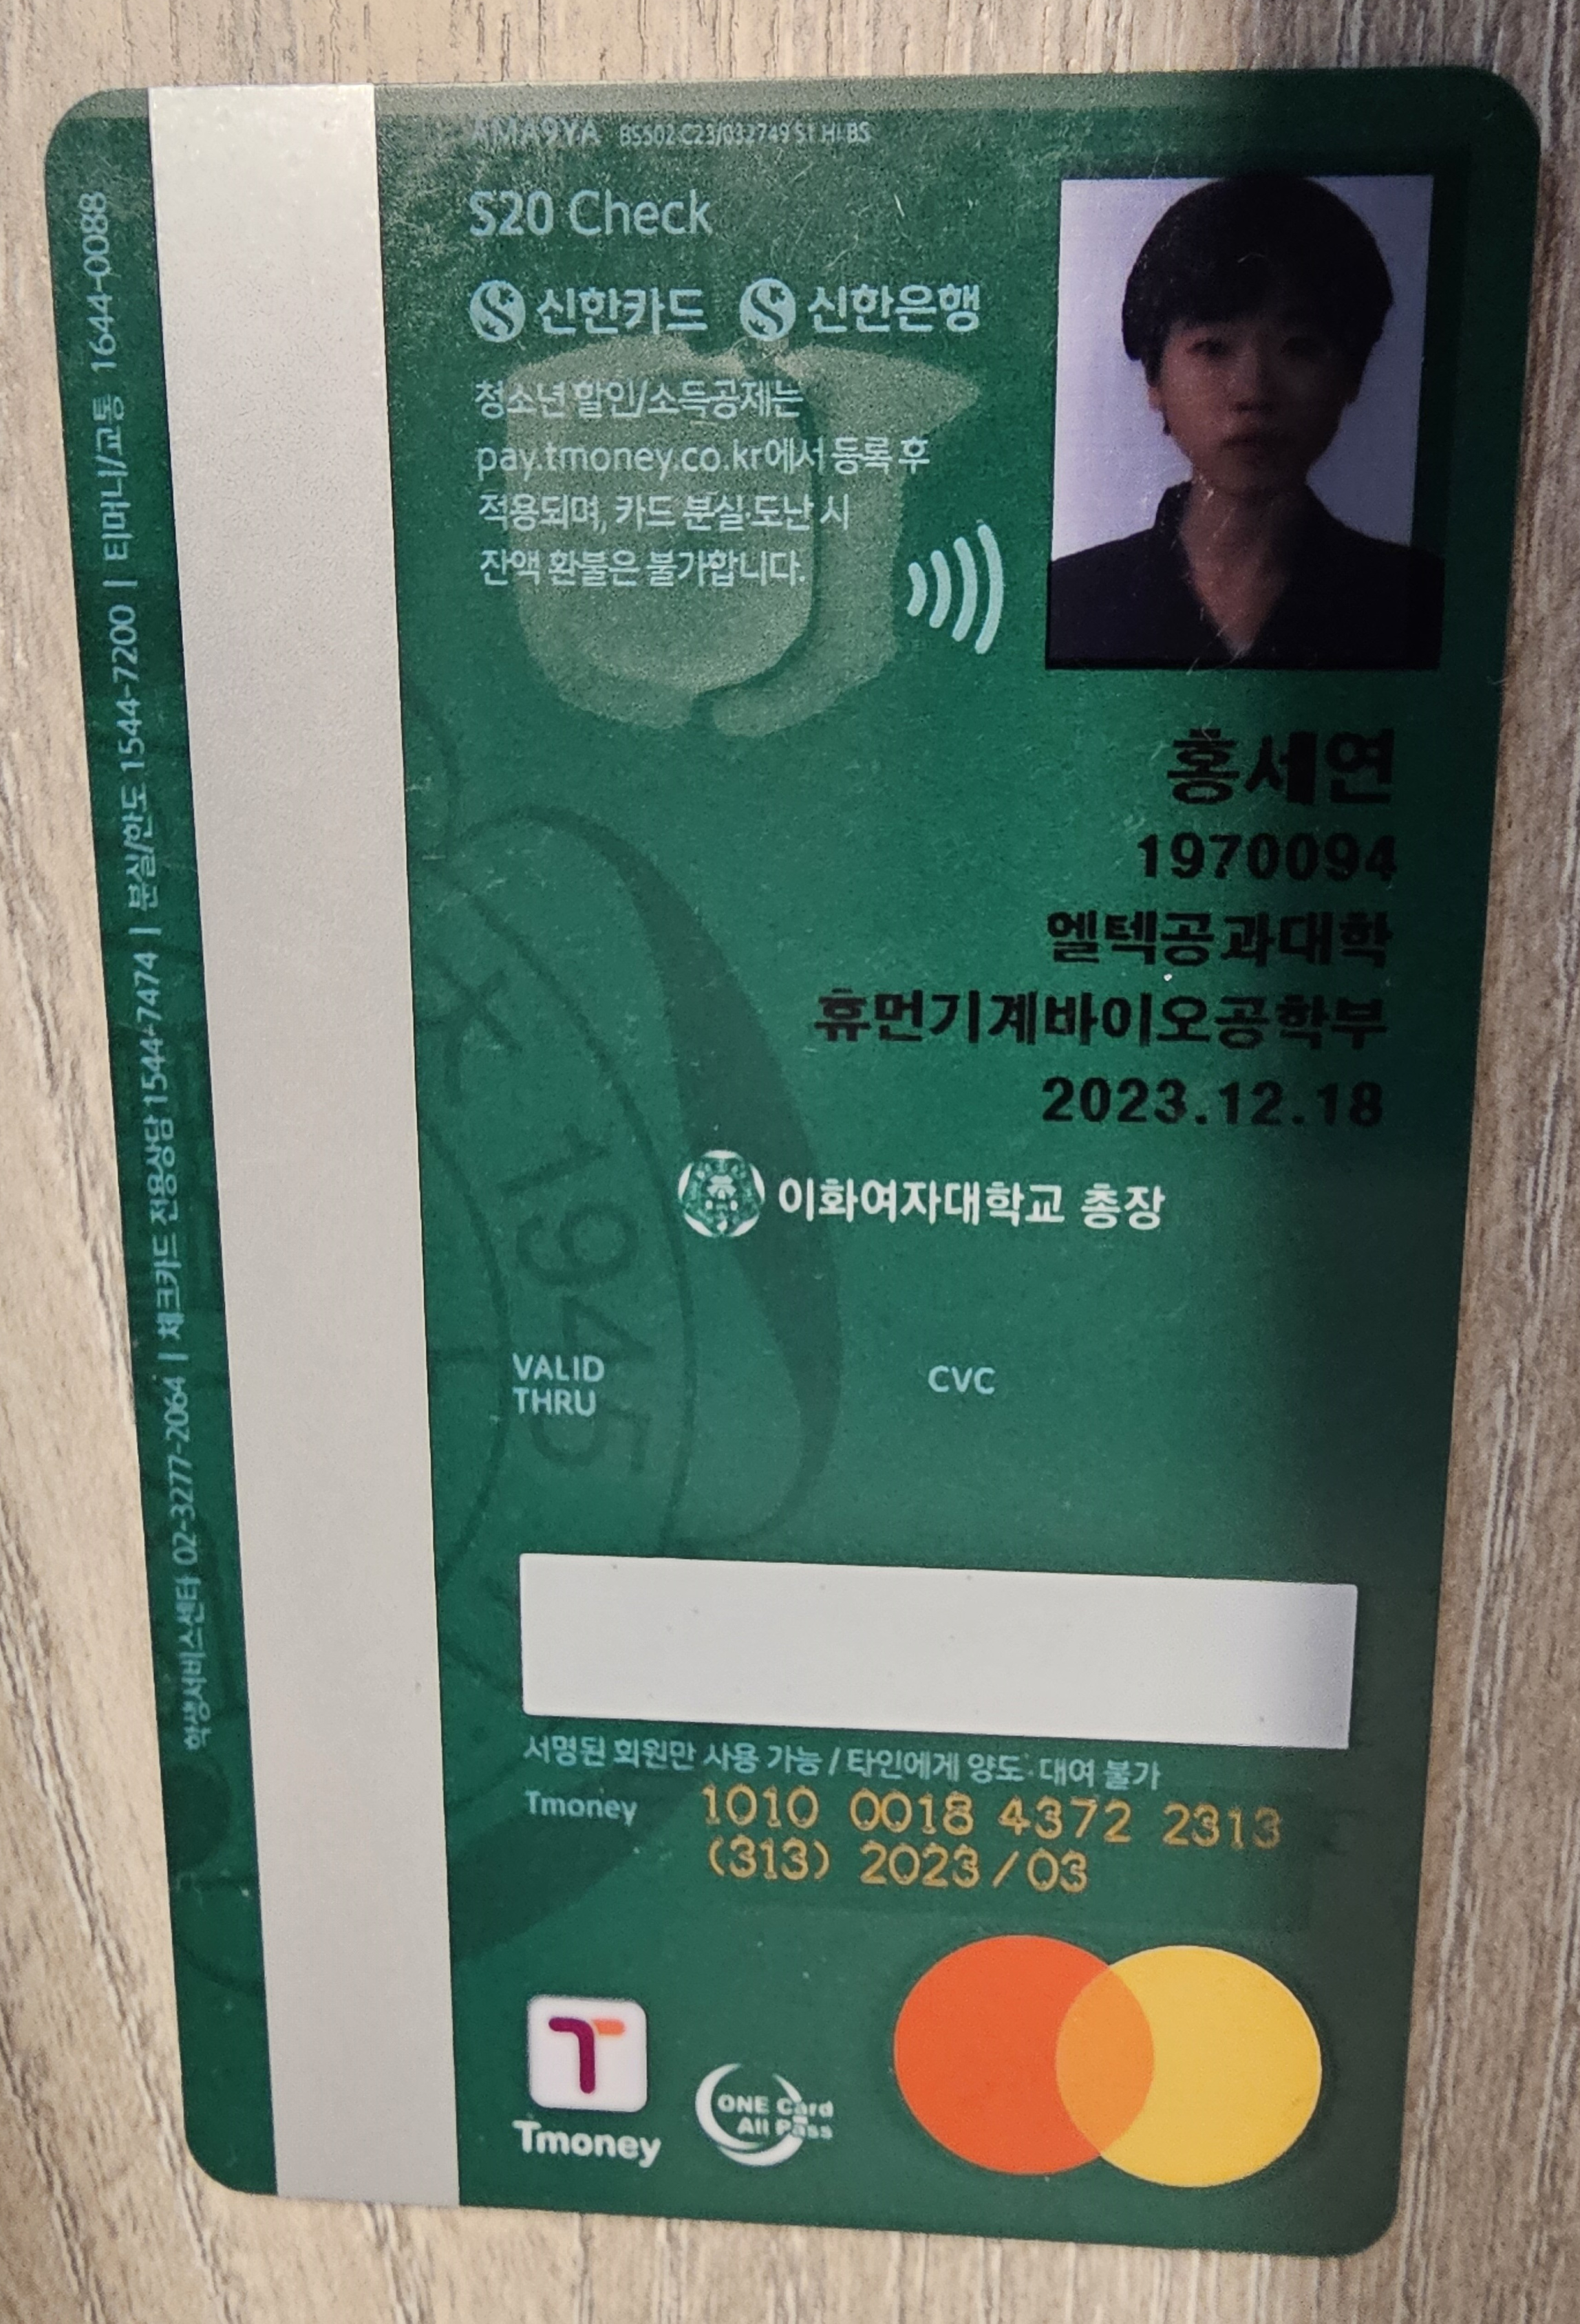 AMA9YA BS502 C23/032749 S1 HI-BS
S20 Check
신한카드 신한은행
청소년 할인/소득공제는
pay.tmoney.co.kr에서 등록 후
적용되며, 카드 분실·도난 시
잔액 환불은 불가합니다.
홍세연
1970094
엘텍공과대학
휴먼기계바이오공학부
2023.12.18
이화여자대학교 총장
1945
VALID
THRU
CVC
서명된 회원만 사용 가능 / 타인에게 양도·대여 불가
Tmoney 1010 0018 4372 2313
(313) 2023/03
Tmoney
ONE Card
All Pass
학생서비스센터 02-3277-2064 | 체크카드 전용상담 1544-7474 | 분실/한도 1544-7200 | 티머니/교통 1644-0088